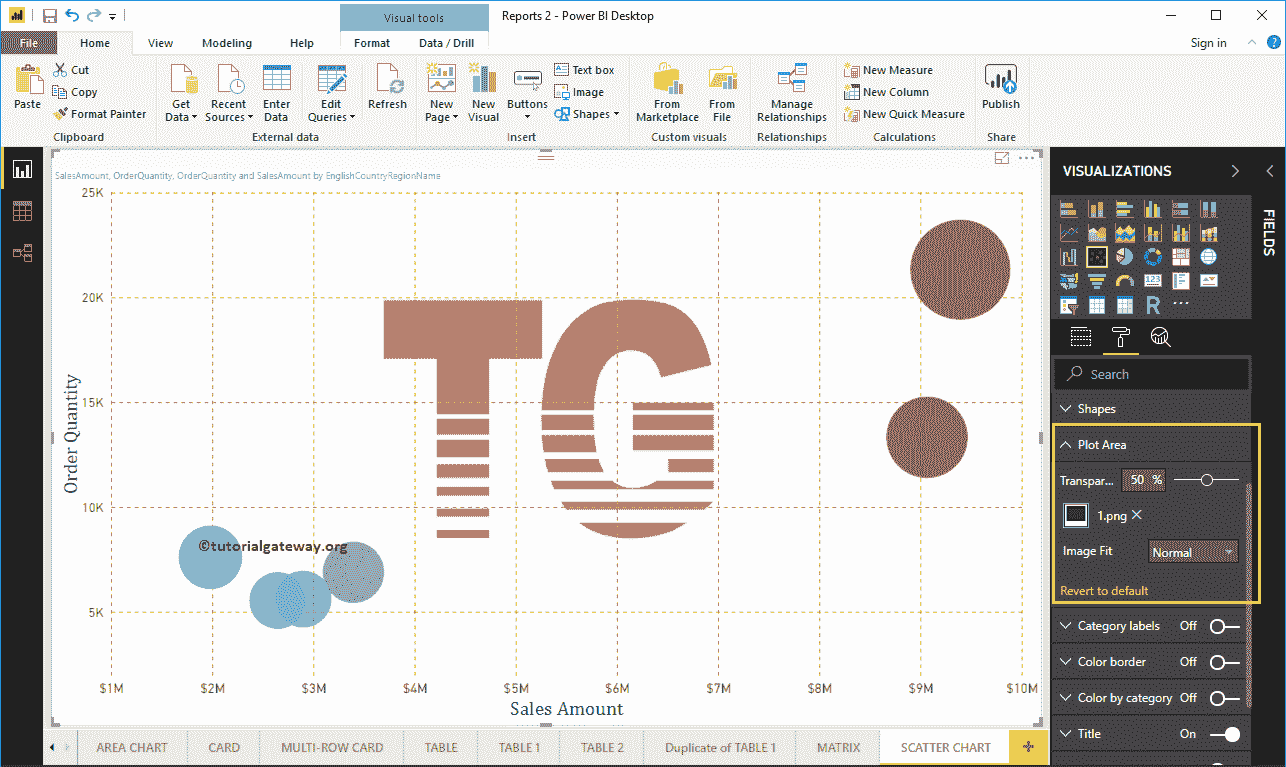 Visual tools
Reports 2 - Power BI Desktop
File Home View Modeling Help Format Data / Drill Sign in
Paste
Cut
Copy
Format Painter
Clipboard
Get Data
Recent Sources
Enter Data
Edit Queries
External data
Refresh
New Page
New Visual
Buttons
Text box
Image
Shapes
Insert
From Marketplace
From File
Custom visuals
Manage Relationships
Relationships
New Measure
New Column
New Quick Measure
Calculations
Publish
Share
SalesAmount, OrderQuantity, OrderQuantity and SalesAmount by EnglishCountryRegionName
25K
20K
15K
10K
5K
Order Quantity
TG
©tutorialgateway.org
$1M $2M $3M $4M $5M $6M $7M $8M $9M $10M
Sales Amount
VISUALIZATIONS
FIELDS
123
R
Search
Shapes
Plot Area
Transpar... 50 %
1.png
Image Fit Normal
Revert to default
Category labels Off
Color border Off
Color by category Off
Title On
AREA CHART CARD MULTI-ROW CARD TABLE TABLE 1 TABLE 2 Duplicate of TABLE 1 MATRIX SCATTER CHART